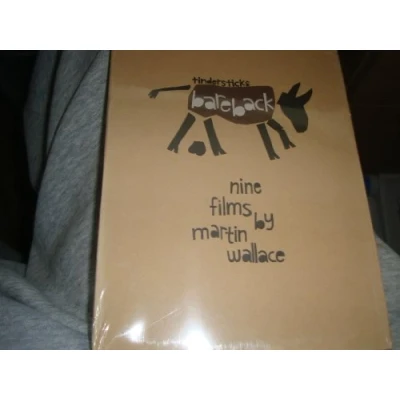 tindersticks
bareback
nine
films by
martin
wallace